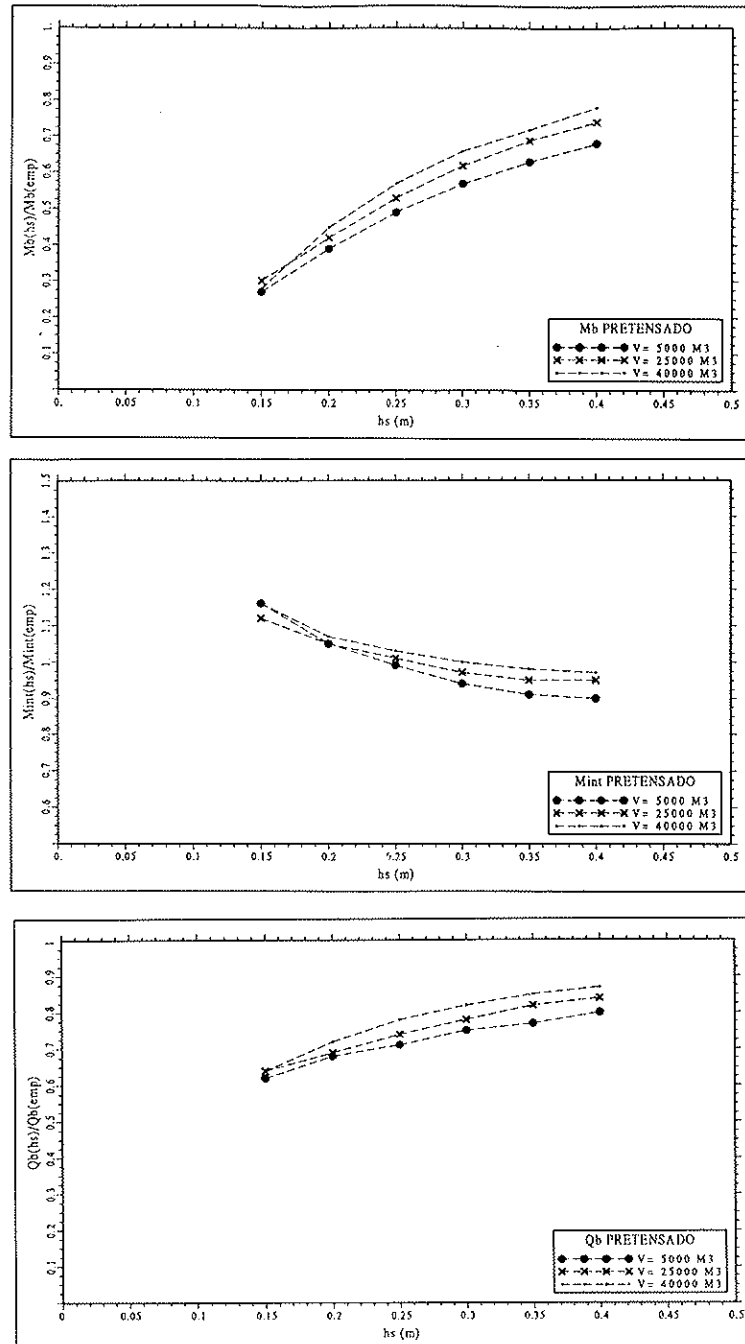 1
0.9
0.8
0.7
0.6
0.5
0.4
0.3
0.2
0.1
Mb(hs)/Mb(emp)
Mb PRETENSADO
V= 5000 M3
V= 25000 M3
V= 40000 M3
0. 0.05 0.1 0.15 0.2 0.25 0.3 0.35 0.4 0.45 0.5
hs (m)
1.5
1.4
1.3
1.2
1.1
1.
0.9
0.8
0.7
0.6
Mint(hs)/Mint(emp)
Mint PRETENSADO
V= 5000 M3
V= 25000 M3
V= 40000 M3
0. 0.05 0.1 0.15 0.2 0.25 0.3 0.35 0.4 0.45 0.5
hs (m)
1
0.9
0.8
0.7
0.6
0.5
0.4
0.3
0.2
0.1
Qb(hs)/Qb(emp)
Qb PRETENSADO
V= 5000 M3
V= 25000 M3
V= 40000 M3
0 0.05 0.1 0.15 0.2 0.25 0.3 0.35 0.4 0.45 0.5
hs (m)